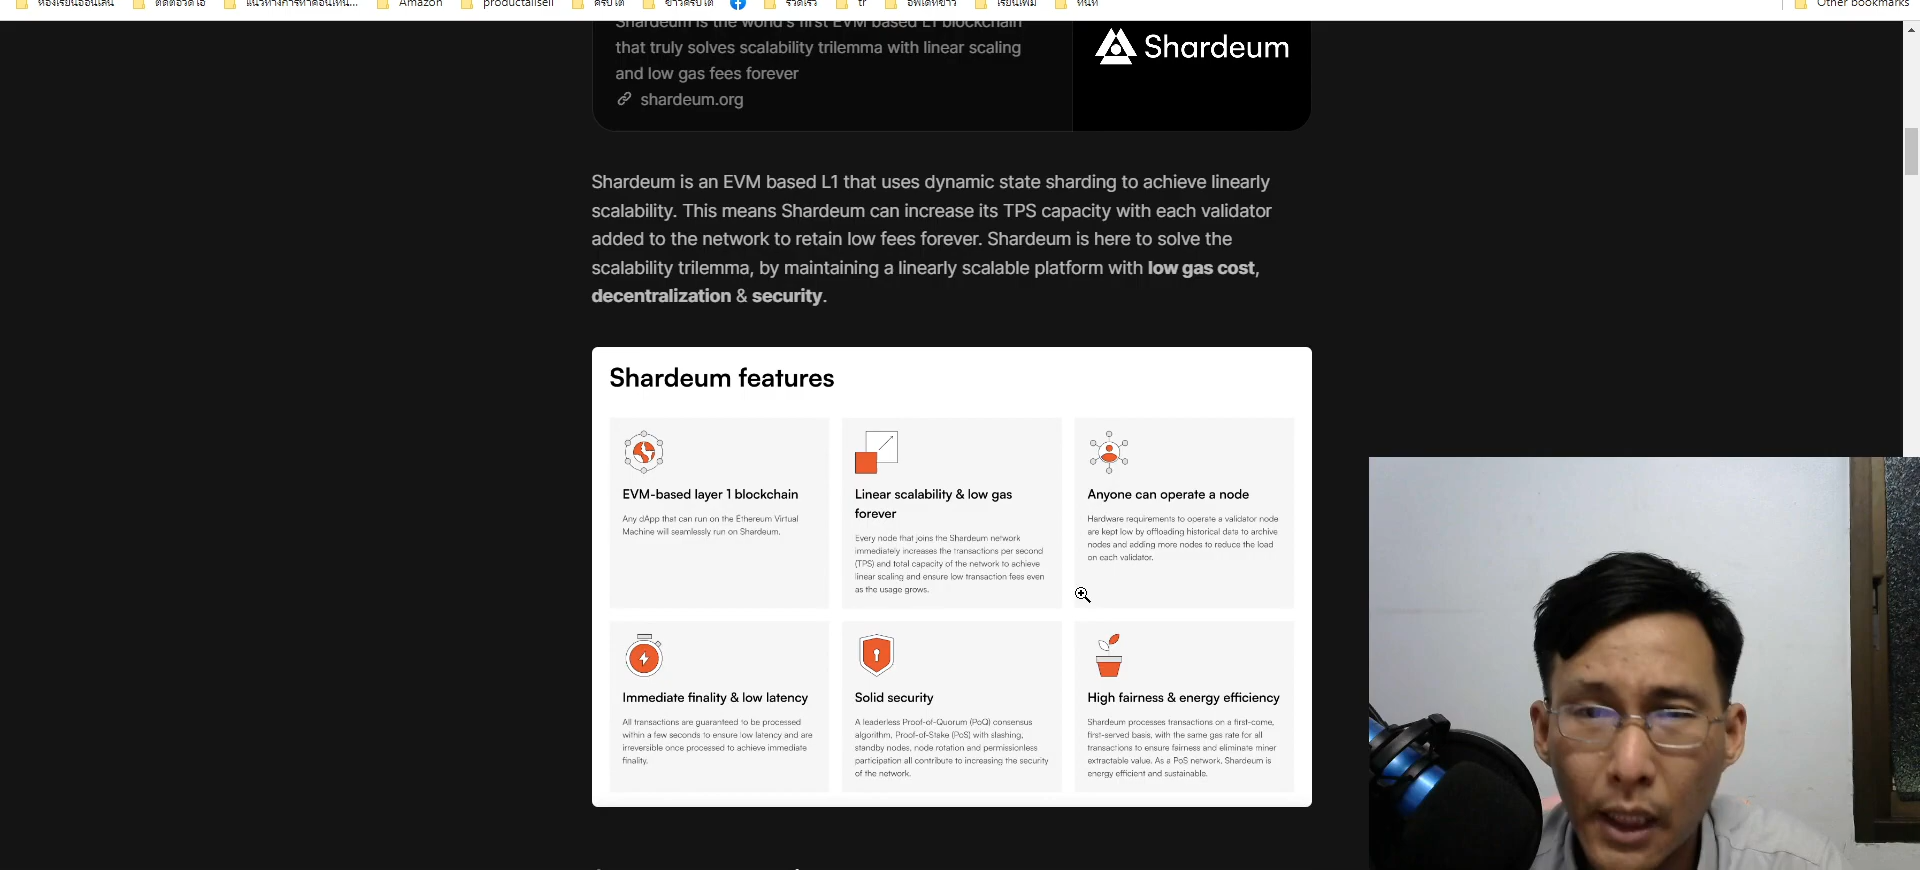 Amazon
productallsell
tr
Other bookmarks
Shardeum is the world's first EVM based L1 blockchain
that truly solves scalability trilemma with linear scaling
and low gas fees forever
shardeum.org
Shardeum
Shardeum is an EVM based L1 that uses dynamic state sharding to achieve linearly
scalability. This means Shardeum can increase its TPS capacity with each validator
added to the network to retain low fees forever. Shardeum is here to solve the
scalability trilemma, by maintaining a linearly scalable platform with low gas cost,
decentralization & security.
Shardeum features
EVM-based layer 1 blockchain
Any dApp that can run on the Ethereum Virtual
Machine will seamlessly run on Shardeum.
Linear scalability & low gas
forever
Every node that joins the Shardeum network
immediately increases the transactions per second
(TPS) and total capacity of the network to achieve
linear scaling and ensure low transaction fees even
as the usage grows.
Anyone can operate a node
Hardware requirements to operate a validator node
are kept low by offloading historical data to archive
nodes and adding more nodes to reduce the load
on each validator.
Immediate finality & low latency
All transactions are guaranteed to be processed
within a few seconds to ensure low latency and are
irreversible once processed to achieve immediate
finality.
Solid security
A leaderless Proof-of-Quorum (PoQ) consensus
algorithm, Proof-of-Stake (PoS) with slashing,
standby nodes, node rotation and permissionless
participation all contribute to increasing the security
of the network.
High fairness & energy efficiency
Shardeum processes transactions on a first-come,
first-served basis, with the same gas rate for all
transactions to ensure fairness and eliminate miner
extractable value. As a PoS network, Shardeum is
energy efficient and sustainable.